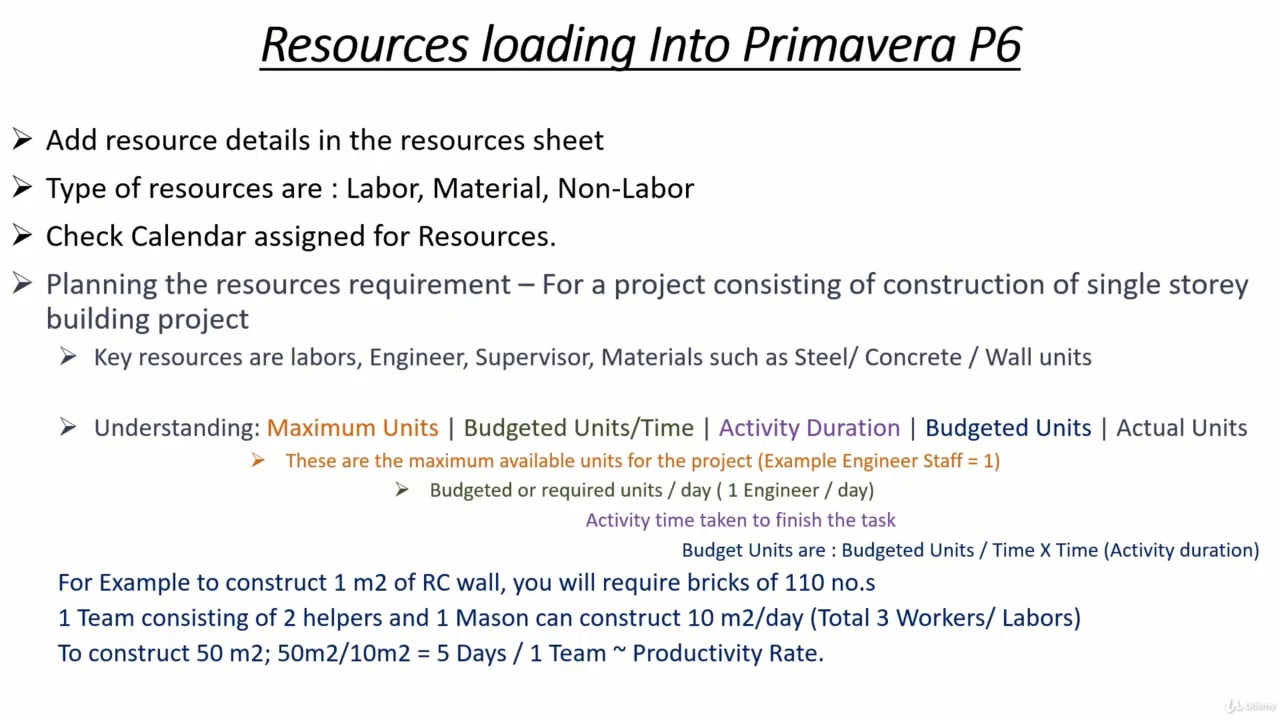 Resources loading Into Primavera P6
Add resource details in the resources sheet
Type of resources are : Labor, Material, Non-Labor
Check Calendar assigned for Resources.
Planning the resources requirement – For a project consisting of construction of single storey
building project
Key resources are labors, Engineer, Supervisor, Materials such as Steel/ Concrete / Wall units
Understanding: Maximum Units | Budgeted Units/Time | Activity Duration | Budgeted Units | Actual Units
These are the maximum available units for the project (Example Engineer Staff = 1)
Budgeted or required units / day ( 1 Engineer / day)
Activity time taken to finish the task
Budget Units are : Budgeted Units / Time X Time (Activity duration)
For Example to construct 1 m2 of RC wall, you will require bricks of 110 no.s
1 Team consisting of 2 helpers and 1 Mason can construct 10 m2/day (Total 3 Workers/ Labors)
To construct 50 m2; 50m2/10m2 = 5 Days / 1 Team ~ Productivity Rate.
Udemy